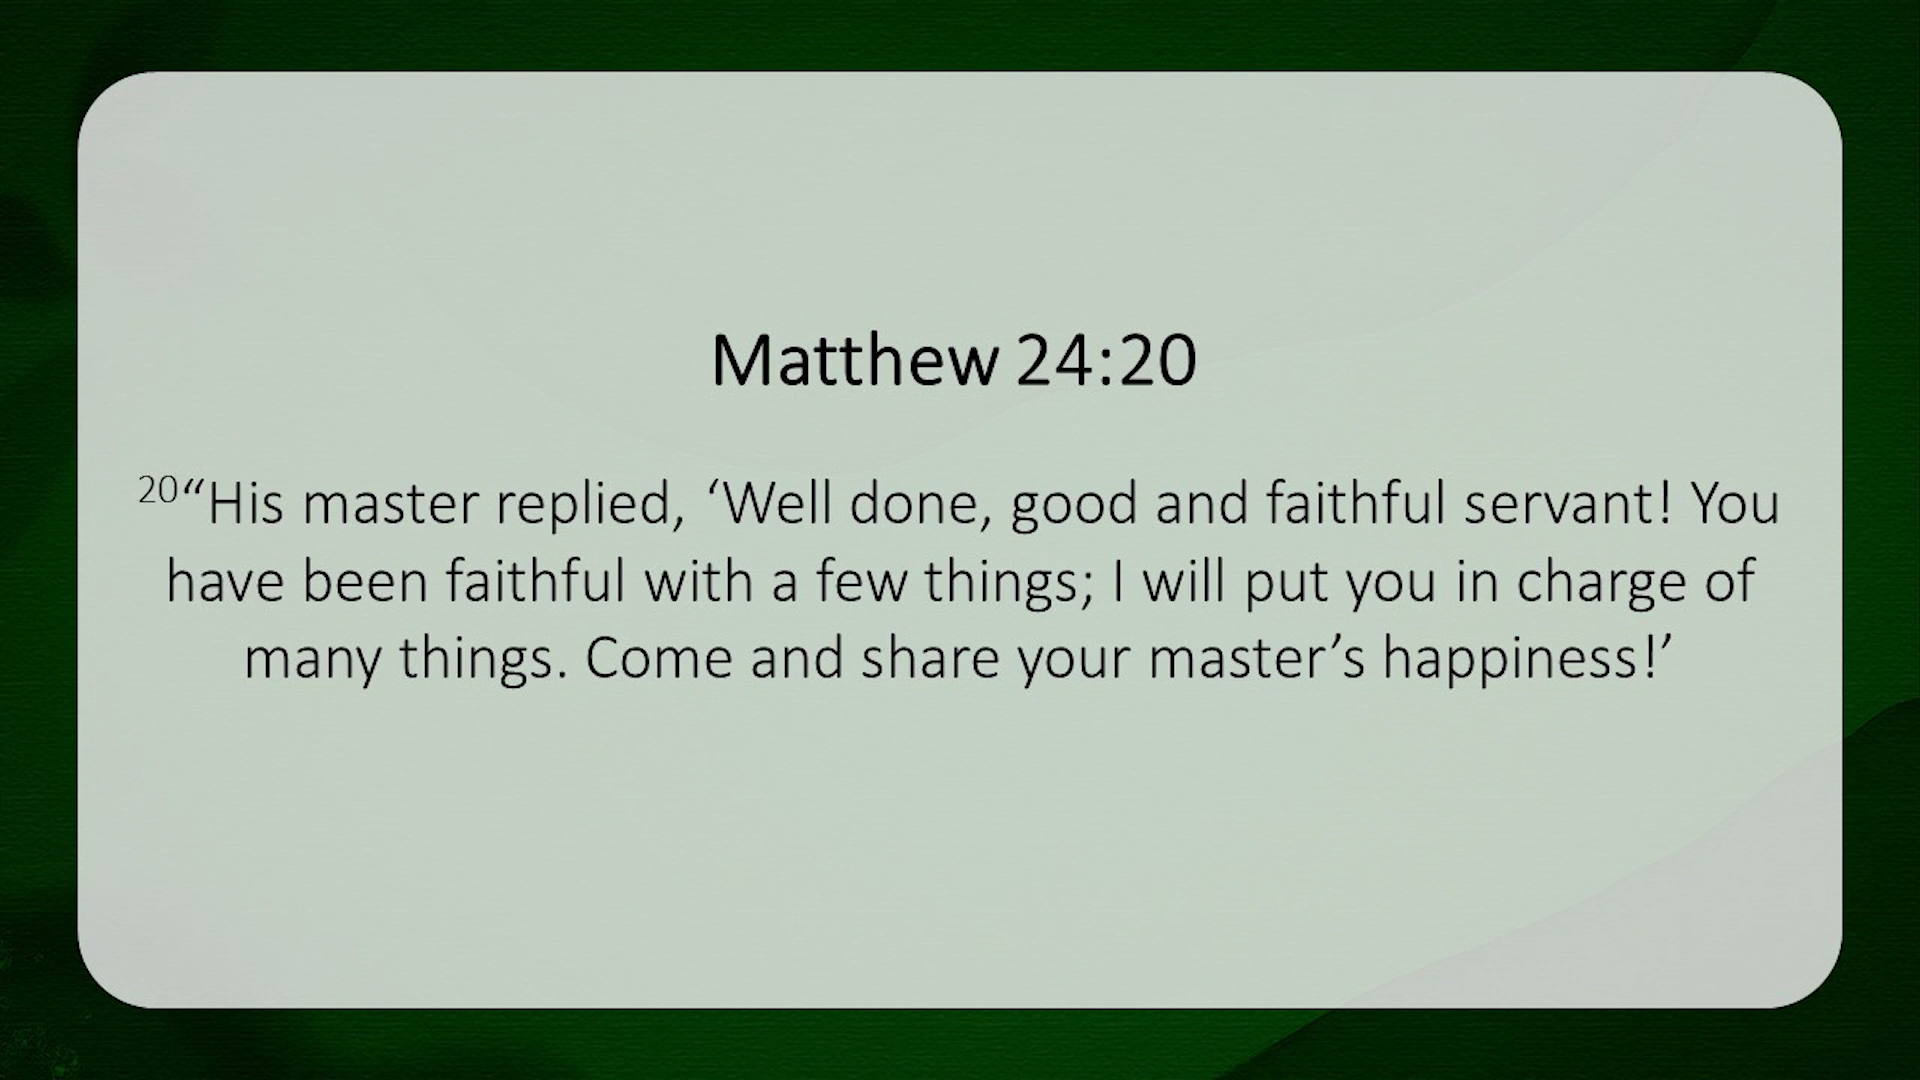 Matthew 24:20
20“His master replied, ‘Well done, good and faithful servant! You
have been faithful with a few things; I will put you in charge of
many things. Come and share your master’s happiness!’